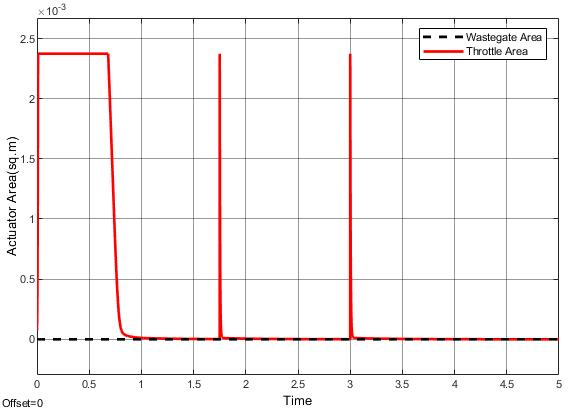 ×10⁻³
2.5
2
1.5
1
0.5
0
Actuator Area(sq.m)
Wastegate Area
Throttle Area
0 0.5 1 1.5 2 2.5 3 3.5 4 4.5 5
Time
Offset=0